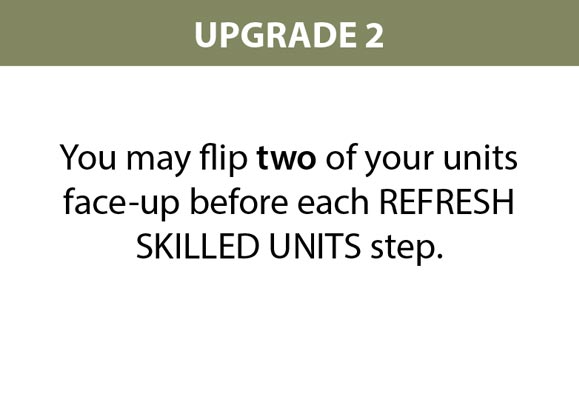 UPGRADE 2
You may flip two of your units
face-up before each REFRESH
SKILLED UNITS step.